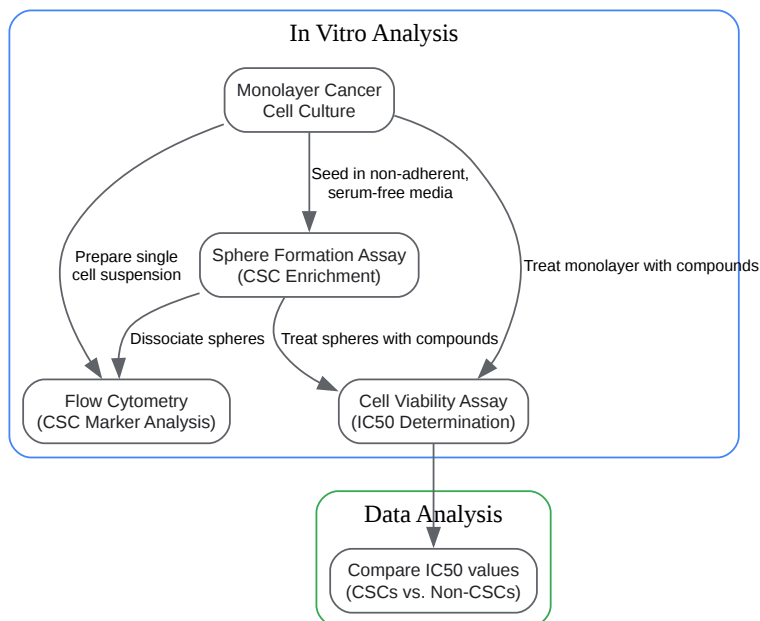 In Vitro Analysis
Monolayer Cancer
Cell Culture
Seed in non-adherent,
serum-free media
Prepare single
cell suspension
Sphere Formation Assay
(CSC Enrichment)
Treat monolayer with compounds
Dissociate spheres
Treat spheres with compounds
Flow Cytometry
(CSC Marker Analysis)
Cell Viability Assay
(IC50 Determination)
Data Analysis
Compare IC50 values
(CSCs vs. Non-CSCs)